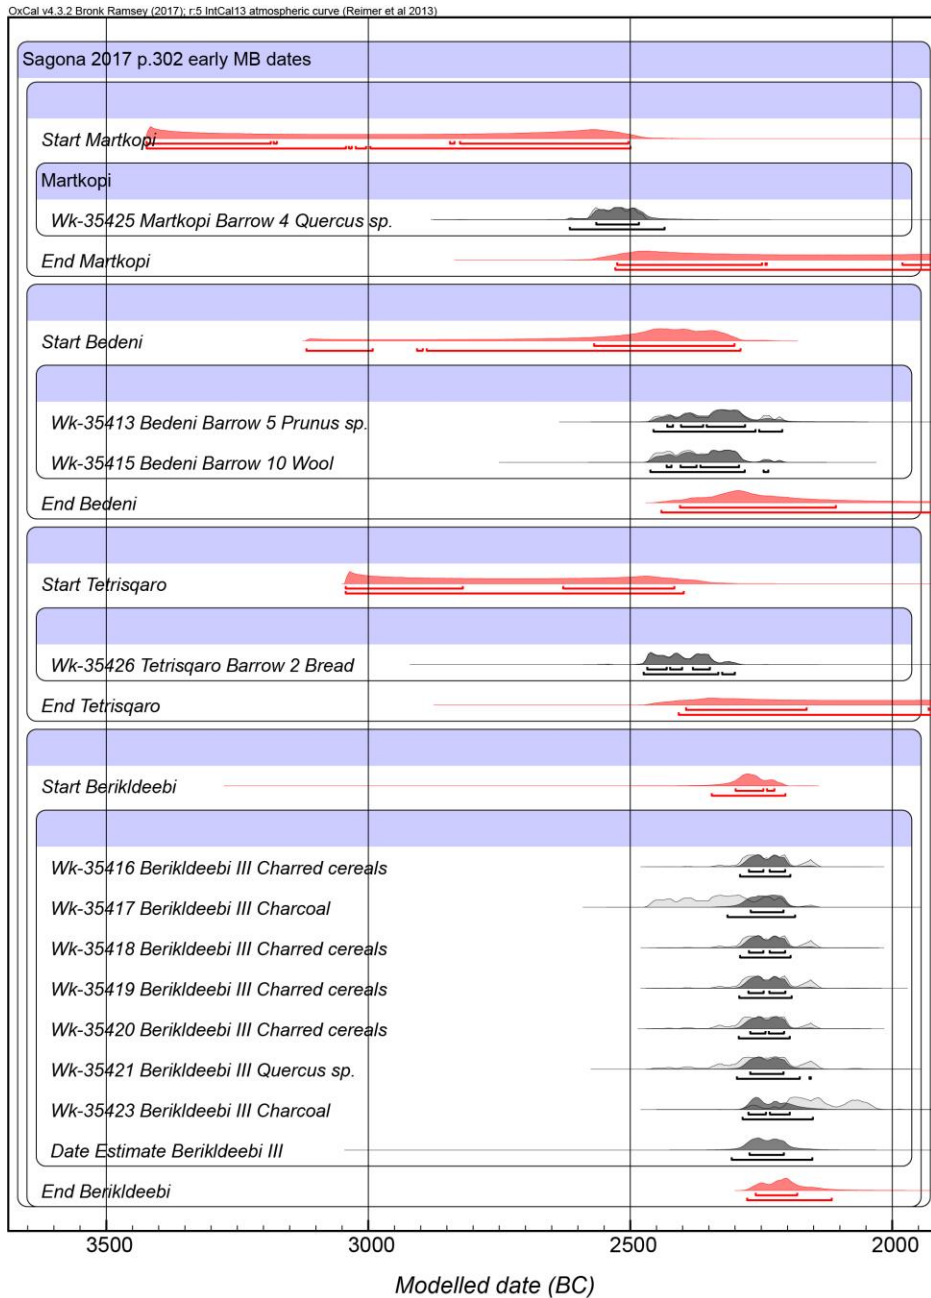 OxCal v4.3.2 Bronk Ramsey (2017); r:5 IntCal13 atmospheric curve (Reimer et al 2013)
Sagona 2017 p.302 early MB dates
Start Martkopi
Martkopi
Wk-35425 Martkopi Barrow 4 Quercus sp.
End Martkopi
Start Bedeni
Wk-35413 Bedeni Barrow 5 Prunus sp.
Wk-35415 Bedeni Barrow 10 Wool
End Bedeni
Start Tetrisqaro
Wk-35426 Tetrisqaro Barrow 2 Bread
End Tetrisqaro
Start Berikldeebi
Wk-35416 Berikldeebi III Charred cereals
Wk-35417 Berikldeebi III Charcoal
Wk-35418 Berikldeebi III Charred cereals
Wk-35419 Berikldeebi III Charred cereals
Wk-35420 Berikldeebi III Charred cereals
Wk-35421 Berikldeebi III Quercus sp.
Wk-35423 Berikldeebi III Charcoal
Date Estimate Berikldeebi III
End Berikldeebi
3500 3000 2500 2000
Modelled date (BC)